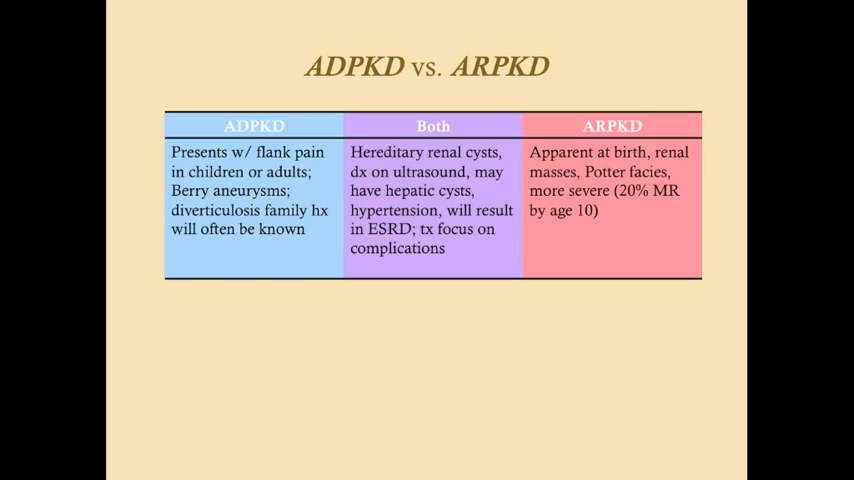 ADPKD vs. ARPKD
ADPKD
Presents w/ flank pain
in children or adults;
Berry aneurysms;
diverticulosis family hx
will often be known
Both
Hereditary renal cysts,
dx on ultrasound, may
have hepatic cysts,
hypertension, will result
in ESRD; tx focus on
complications
ARPKD
Apparent at birth, renal
masses, Potter facies,
more severe (20% MR
by age 10)